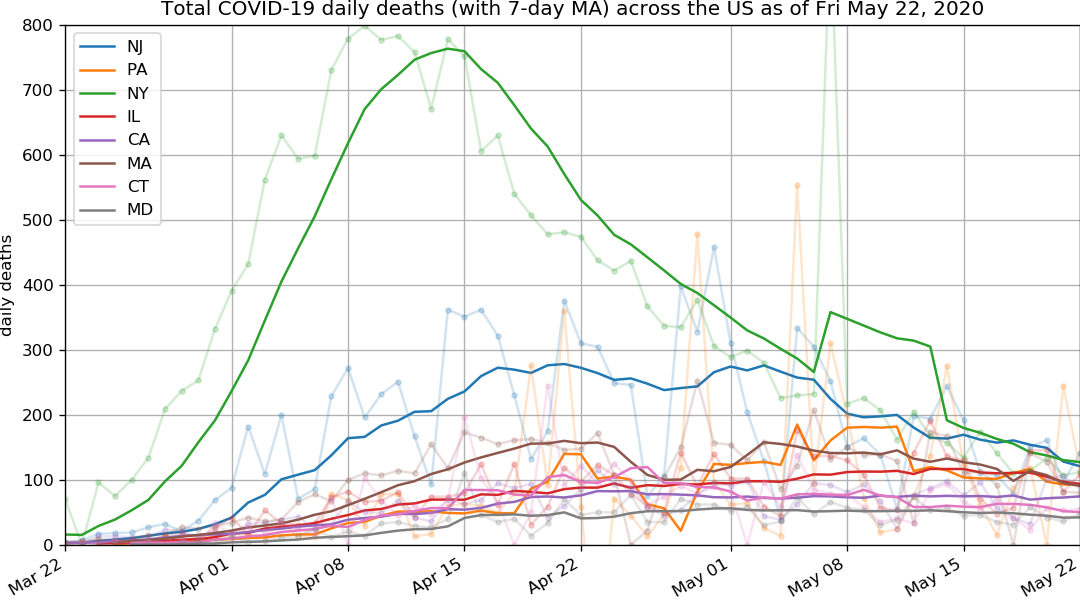 Total COVID-19 daily deaths (with 7-day MA) across the US as of Fri May 22, 2020
daily deaths
800
700
600
500
400
300
200
100
0
NJ
PA
NY
IL
CA
MA
CT
MD
Mar 22
Apr 01
Apr 08
Apr 15
Apr 22
May 01
May 08
May 15
May 22